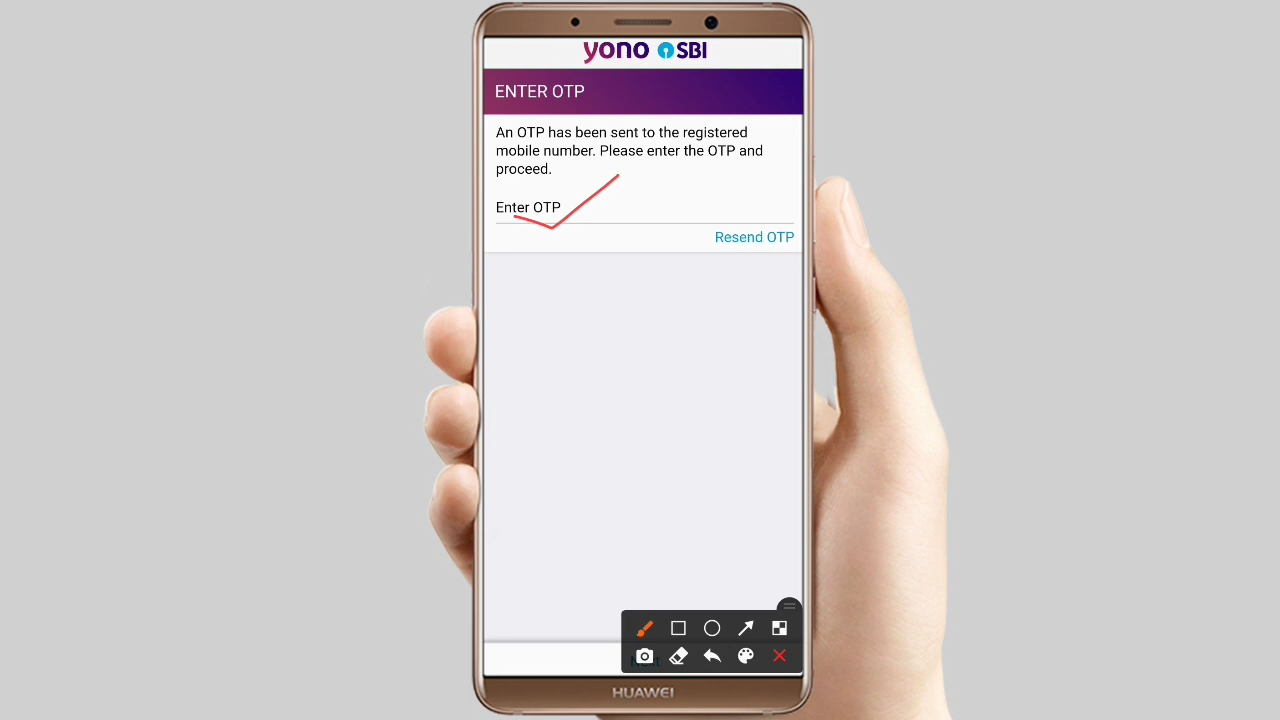 yono SBI
ENTER OTP
An OTP has been sent to the registered
mobile number. Please enter the OTP and
proceed.
Enter OTP
Resend OTP
HUAWEI